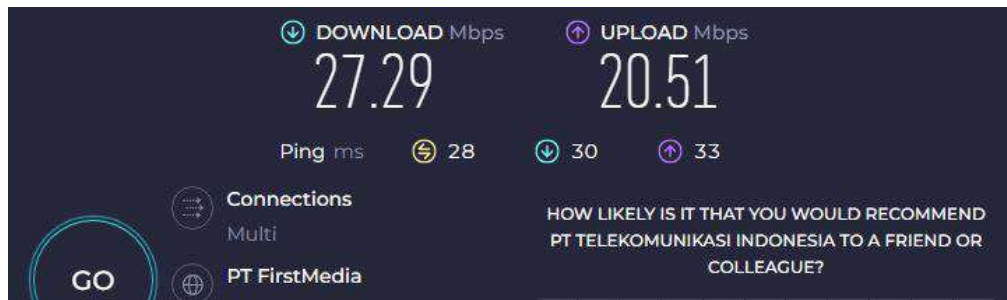 DOWNLOAD Mbps
UPLOAD Mbps
27.29
20.51
Ping ms 28 30 33
Connections
Multi
HOW LIKELY IS IT THAT YOU WOULD RECOMMEND
PT TELEKOMUNIKASI INDONESIA TO A FRIEND OR
COLLEAGUE?
GO
PT FirstMedia